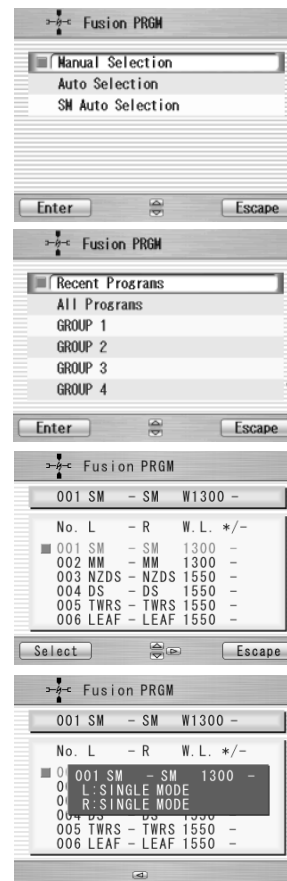 Fusion PRGM
Manual Selection
Auto Selection
SM Auto Selection
Enter Escape
Fusion PRGM
Recent Programs
All Programs
GROUP 1
GROUP 2
GROUP 3
GROUP 4
Enter Escape
Fusion PRGM
001 SM - SM W1300 -
No. L - R W.L. */-
001 SM - SM 1300 -
002 MM - MM 1300 -
003 NZDS - NZDS 1550 -
004 DS - DS 1550 -
005 TWRS - TWRS 1550 -
006 LEAF - LEAF 1550 -
Select Escape
Fusion PRGM
001 SM - SM W1300 -
No. L - R W.L. */-
001 SM - SM 1300 -
L:SINGLE MODE
R:SINGLE MODE
005 TWRS - TWRS 1550 -
006 LEAF - LEAF 1550 -